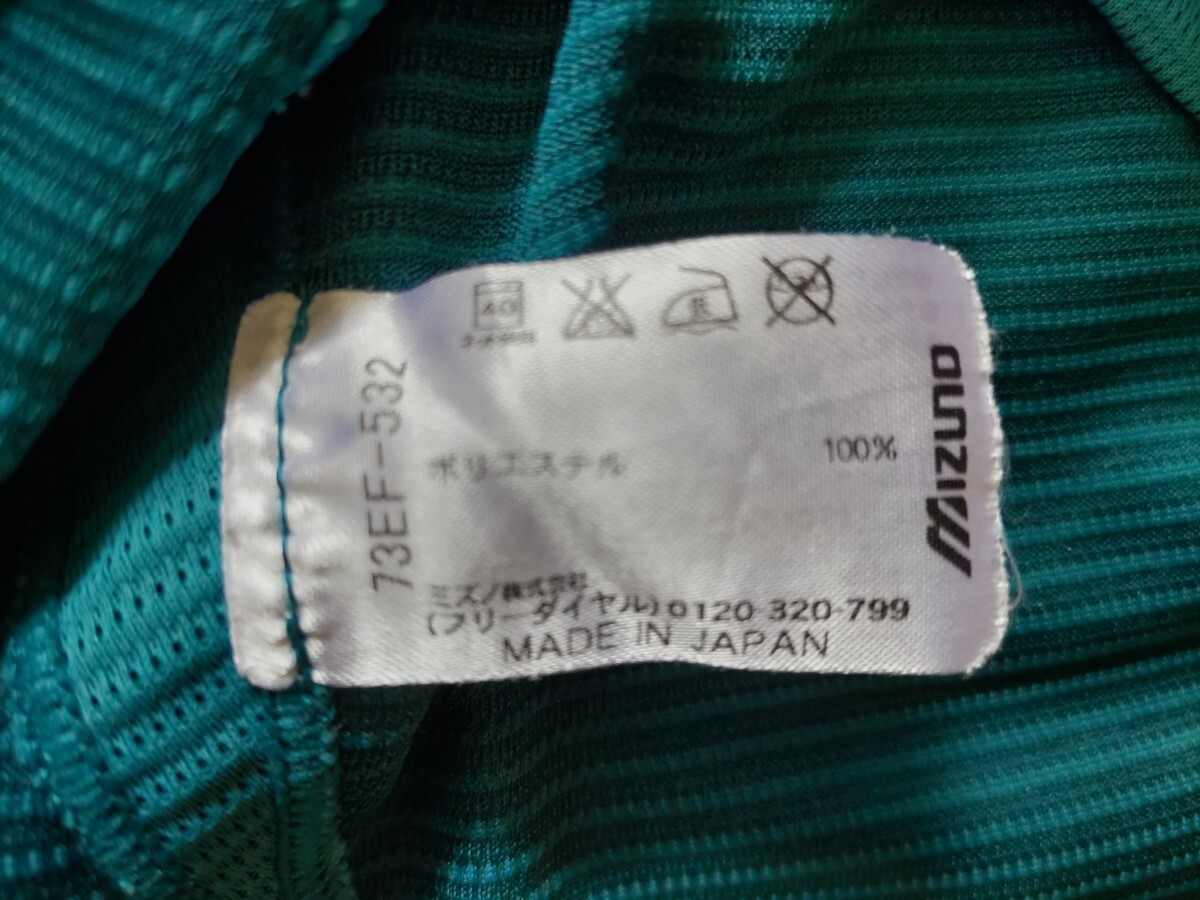 40
ポリエステル 100%
ミズノ株式会社
(フリーダイヤル) 0120-320-799
MADE IN JAPAN
73EF-532
MIZUNO